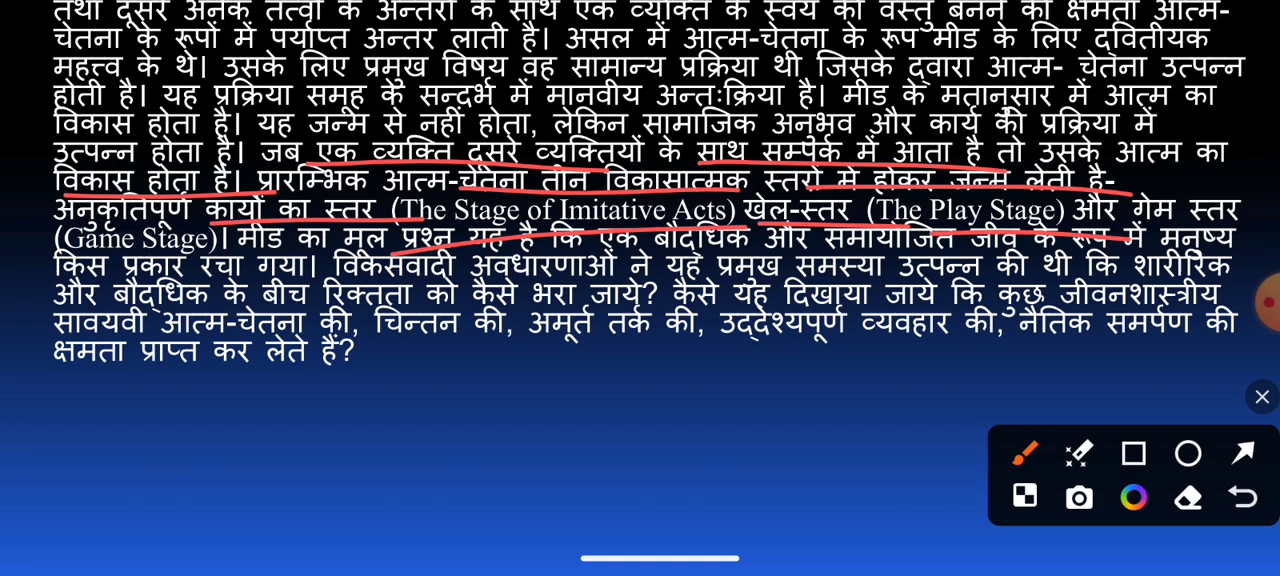 तथा दूसरे अनेक तत्वों के अन्तरों के साथ एक व्यक्ति के स्वयं की वस्तु बनने की क्षमता आत्म-
चेतना के रूपों में पर्याप्त अन्तर लाती है। असल में आत्म-चेतना के रूप मीड के लिए द्वितीयक
महत्त्व के थे। उसके लिए प्रमुख विषय वह सामान्य प्रक्रिया थी जिसके द्वारा आत्म- चेतना उत्पन्न
होती है। यह प्रक्रिया समूह के सन्दर्भ में मानवीय अन्तःक्रिया है। मीड के मतानुसार में आत्म का
विकास होता है। यह जन्म से नहीं होता, लेकिन सामाजिक अनुभव और कार्य की प्रक्रिया में
उत्पन्न होता है। जब एक व्यक्ति दूसरे व्यक्तियों के साथ सम्पर्क में आता है तो उसके आत्म का
विकास होता है। प्रारम्भिक आत्म-चेतना तीन विकासात्मक स्तरों में होकर जन्म लेती है-
अनुकृतिपूर्ण कार्यों का स्तर (The Stage of Imitative Acts) खेल-स्तर (The Play Stage) और गेम स्तर
(Game Stage)। मीड का मूल प्रश्न यह है कि एक बौद्धिक और समायोजित जीव के रूप में मनुष्य
किस प्रकार रचा गया। विकासवादी अवधारणाओं ने यह प्रमुख समस्या उत्पन्न की थी कि शारीरिक
और बौद्धिक के बीच रिक्तता को कैसे भरा जाये? कैसे यह दिखाया जाये कि कुछ जीवनशास्त्रीय
सावयवी आत्म-चेतना की, चिन्तन की, अमूर्त तर्क की, उद्देश्यपूर्ण व्यवहार की, नैतिक समर्पण की
क्षमता प्राप्त कर लेते हैं?